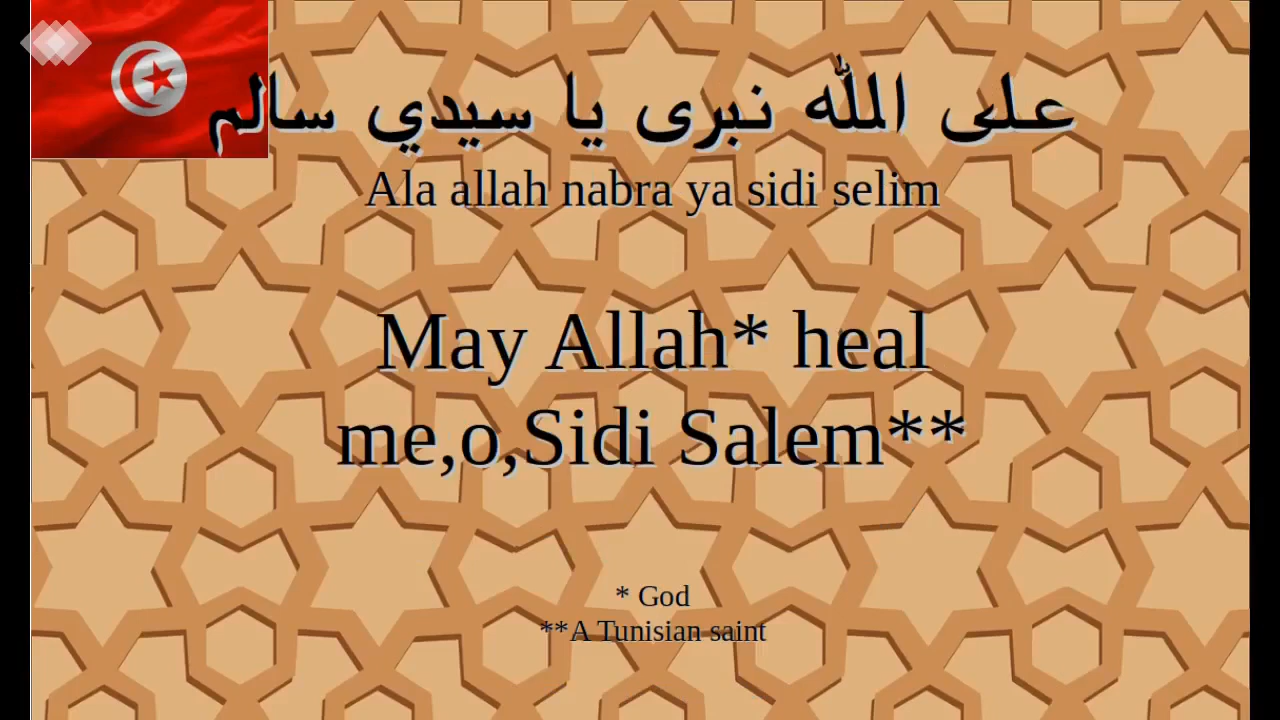 على الله نبرى يا سيدي سالم
Ala allah nabra ya sidi selim
May Allah* heal
me,o,Sidi Salem**
* God
**A Tunisian saint